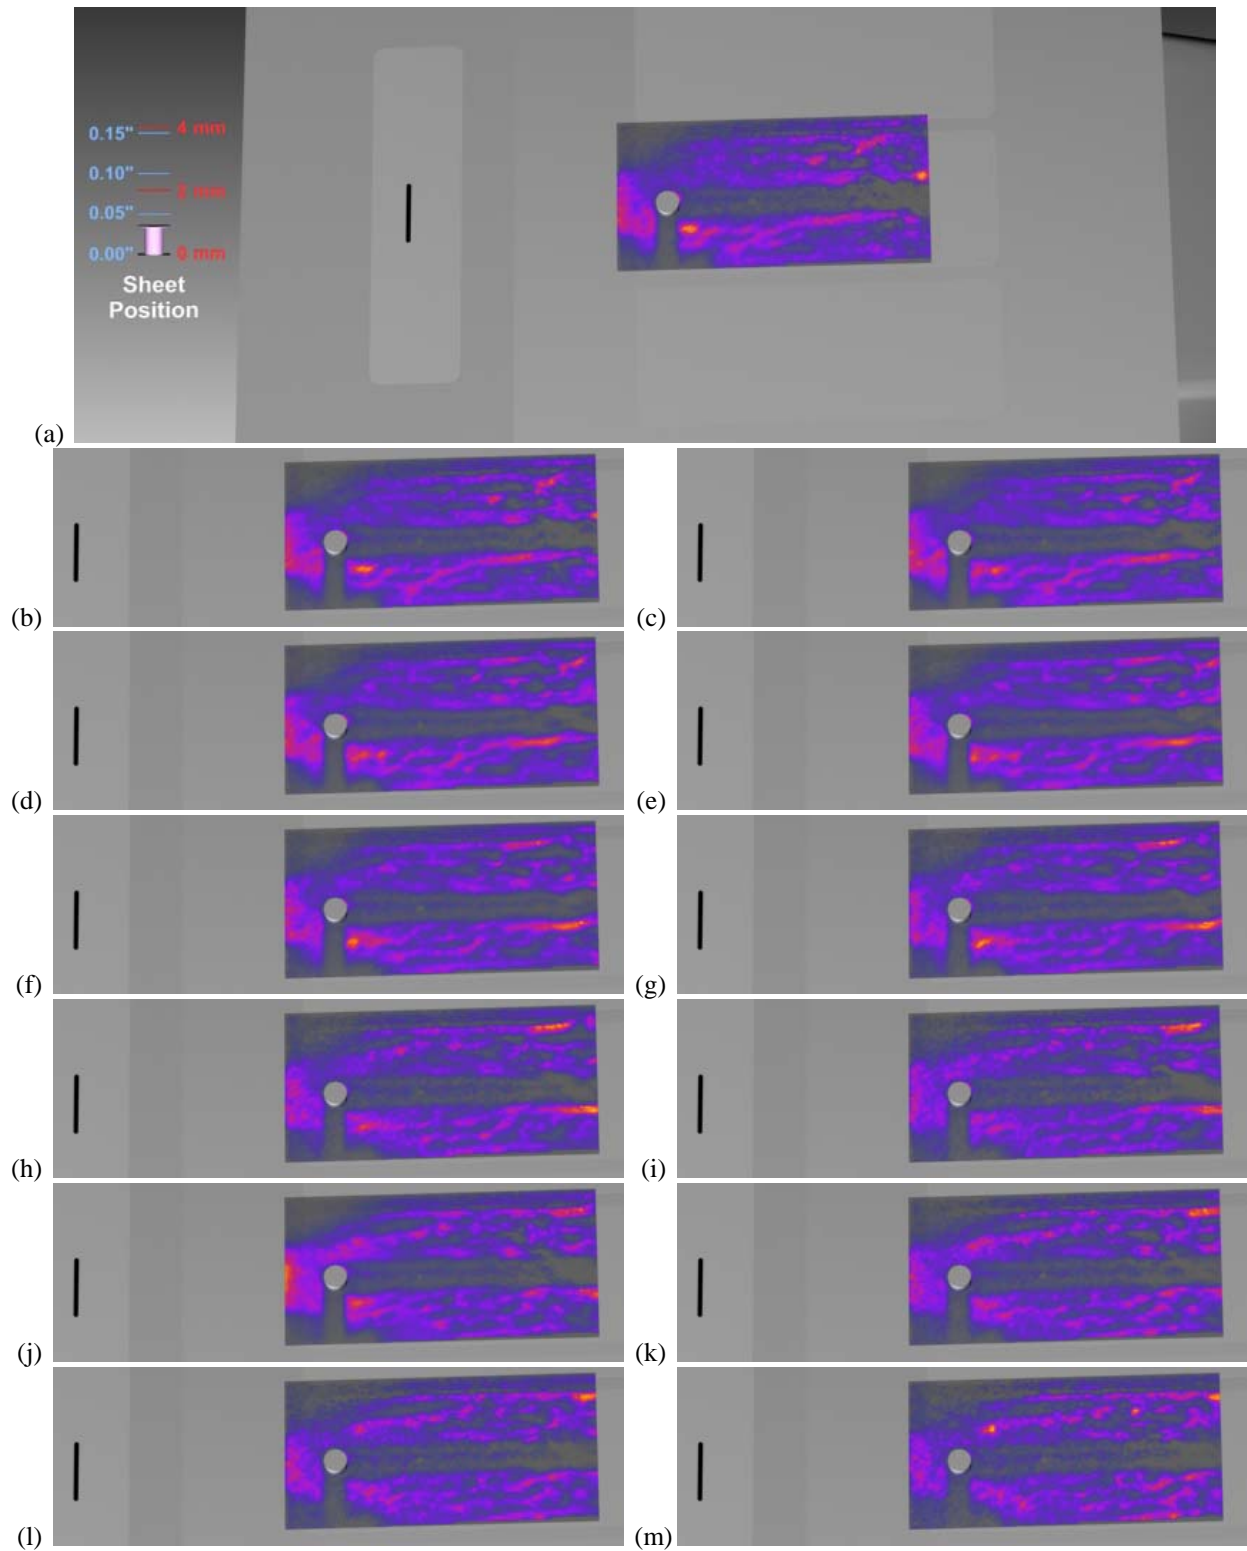 0.15" 4 mm
0.10"
2 mm
0.05"
0.00" 0 mm
Sheet
Position
(a)
(b) (c)
(d) (e)
(f) (g)
(h) (i)
(j) (k)
(l) (m)